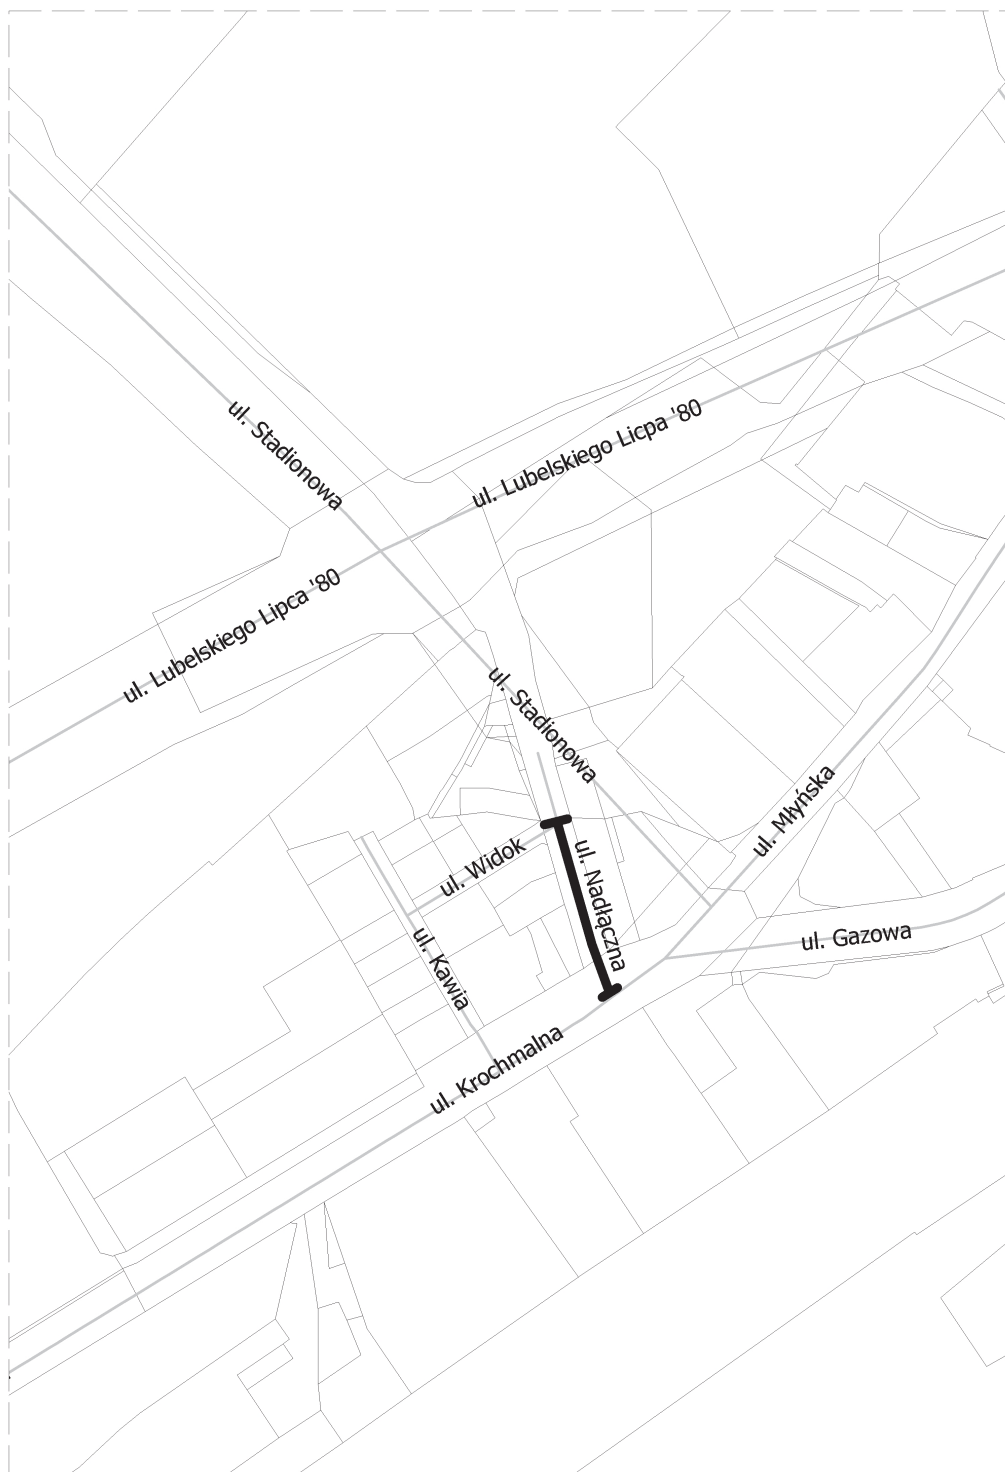 ul. Stadionowa
ul. Lubelskiego Licpa '80
ul. Lubelskiego Lipca '80
ul. Stadionowa
ul. Młyńska
ul. Widok
ul. Nadłączna
ul. Kawia
ul. Gazowa
ul. Krochmalna